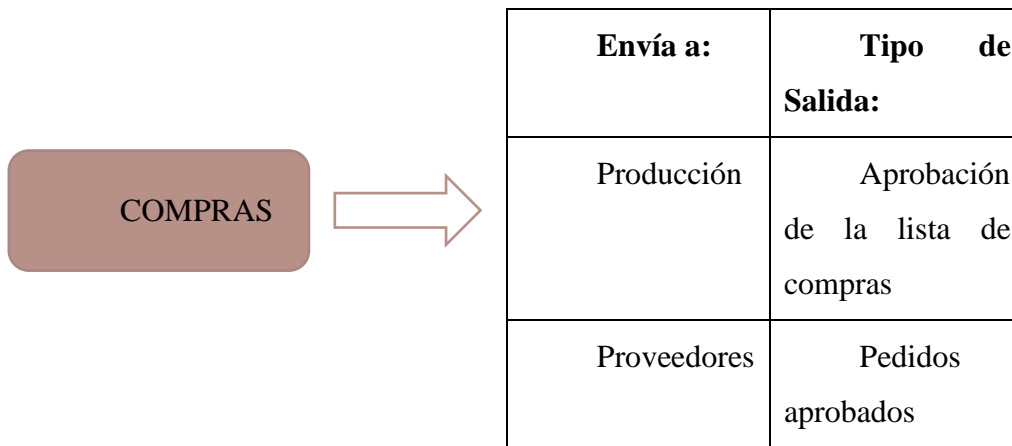 COMPRAS
Envía a:
Tipo de
Salida:
Producción
Aprobación
de la lista de
compras
Proveedores
Pedidos
aprobados